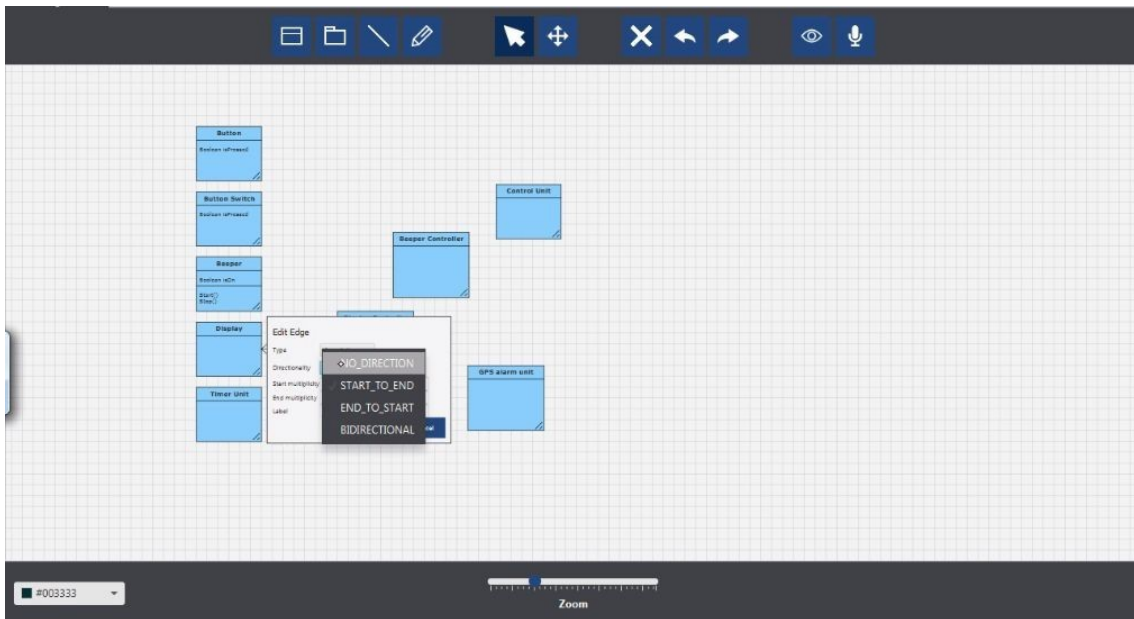 Button
Boolean isPressed
Button Switch
Boolean isPressed
Beeper
Boolean isOn
Start()
Stop()
Display
Timer Unit
Control Unit
Beeper Controller
GPS alarm unit
Edit Edge
Type
Directionality
Start multiplicity
End multiplicity
Label
NO_DIRECTION
START_TO_END
END_TO_START
BIDIRECTIONAL
#003333
Zoom